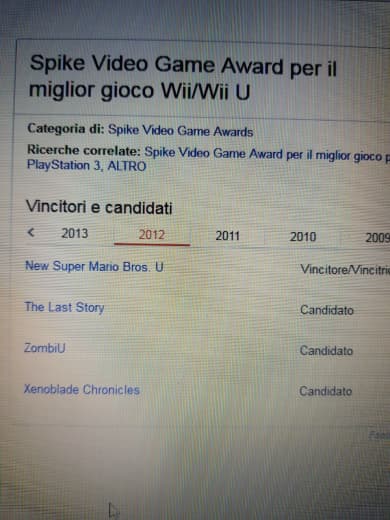 Spike Video Game Award per il
miglior gioco Wii/Wii U
Categoria di: Spike Video Game Awards
Ricerche correlate: Spike Video Game Award per il miglior gioco p
PlayStation 3, ALTRO
Vincitori e candidati
< 2013 2012 2011 2010 2009
New Super Mario Bros. U Vincitore/Vincitric
The Last Story Candidato
ZombiU Candidato
Xenoblade Chronicles Candidato